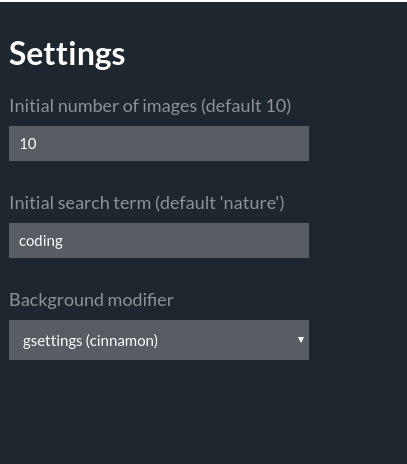 Settings
Initial number of images (default 10)
10
Initial search term (default 'nature')
coding
Background modifier
gsettings (cinnamon)